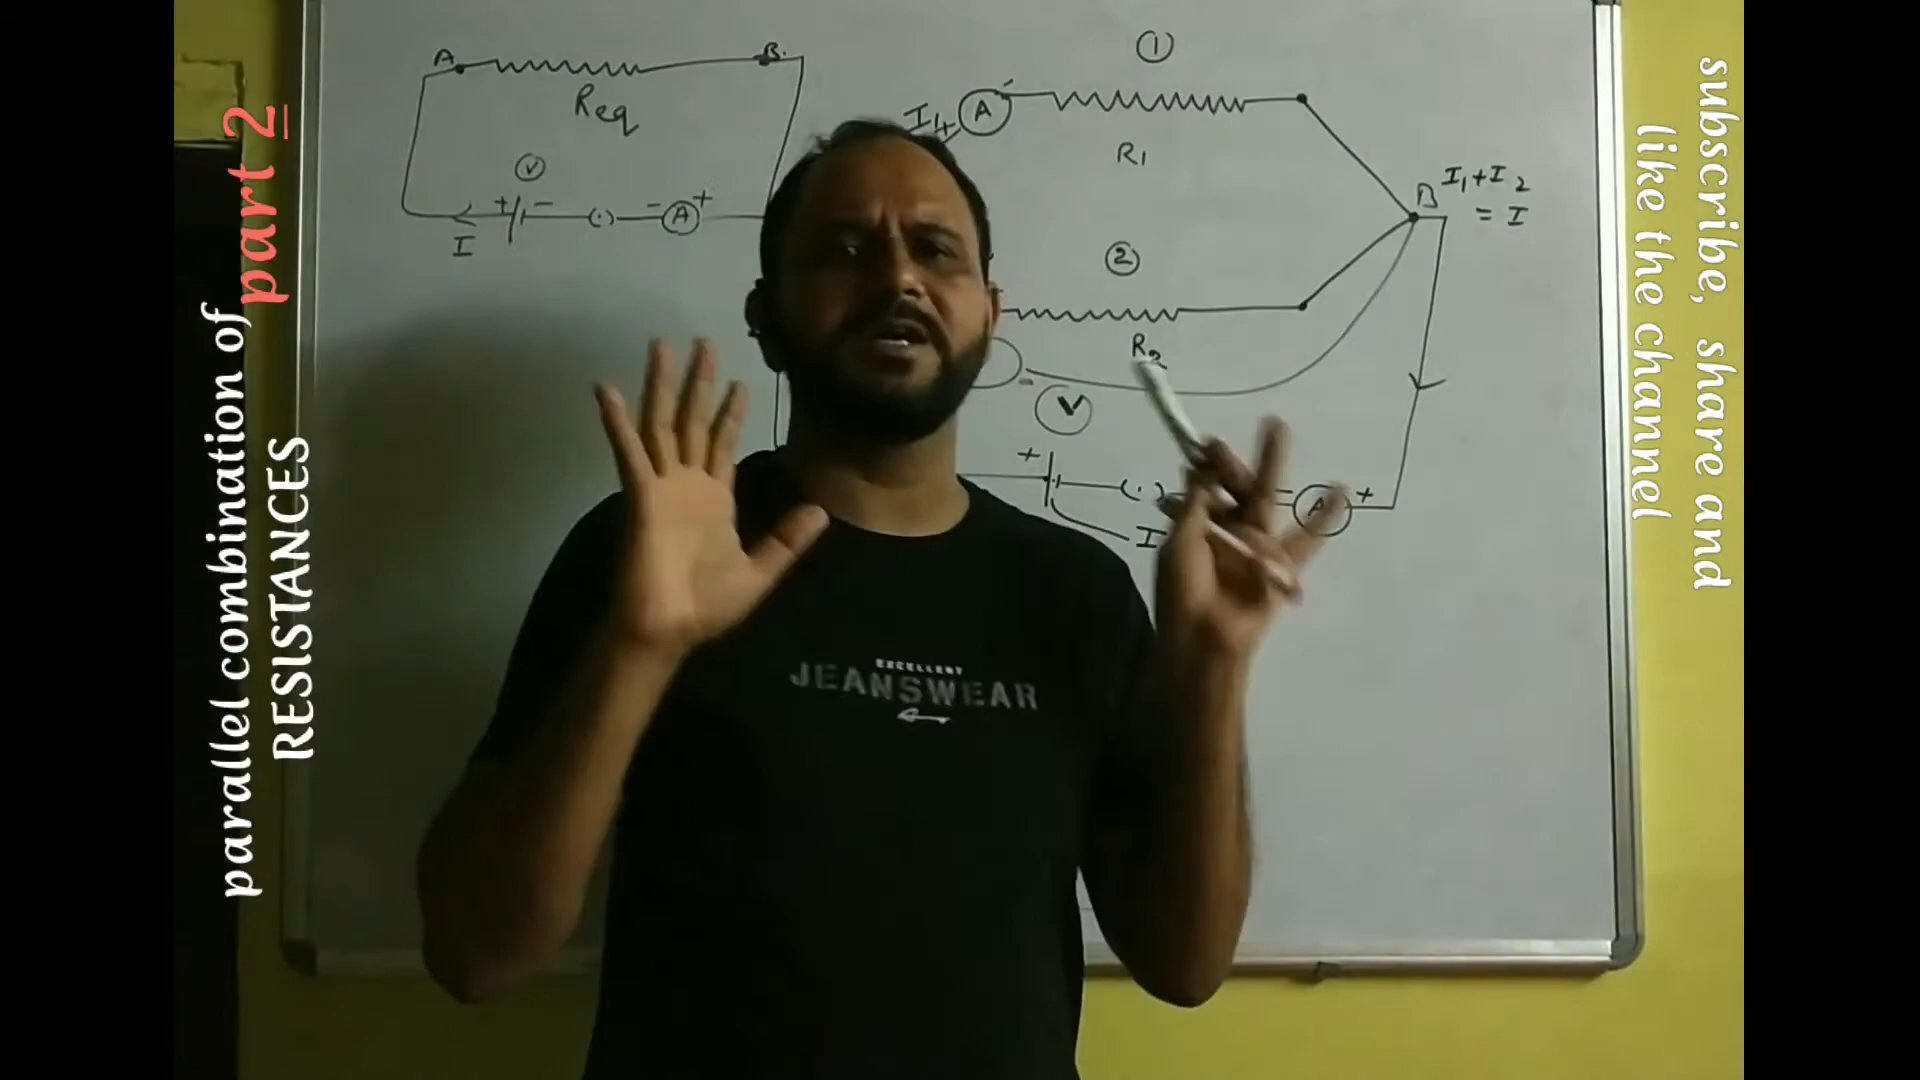 parallel combination of
RESISTANCES
part 2
subscribe, share and
like the channel
A
B
Req
V
+ -
( · )
- A +
I
1
A
R1
B
I1 + I2
= I
2
R2
-
V
+
( · )
- A +
I
EXCELLENT
JEANSWEAR